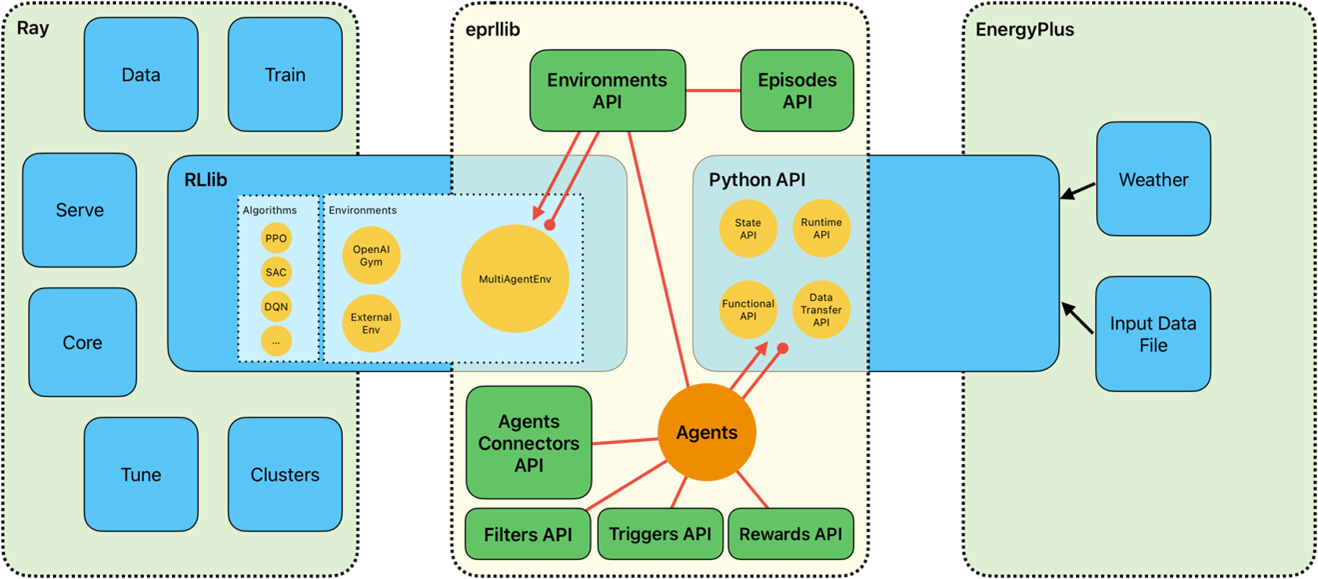 Ray
Data
Train
Serve
Core
Tune
Clusters
RLlib
Algorithms
PPO
SAC
DQN
...
Environments
OpenAI
Gym
External
Env
MultiAgentEnv
eprllib
Environments
API
Episodes
API
Python API
State
API
Runtime
API
Functional
API
Data
Transfer
API
Agents
Connectors
API
Agents
Filters API
Triggers API
Rewards API
EnergyPlus
Weather
Input Data
File